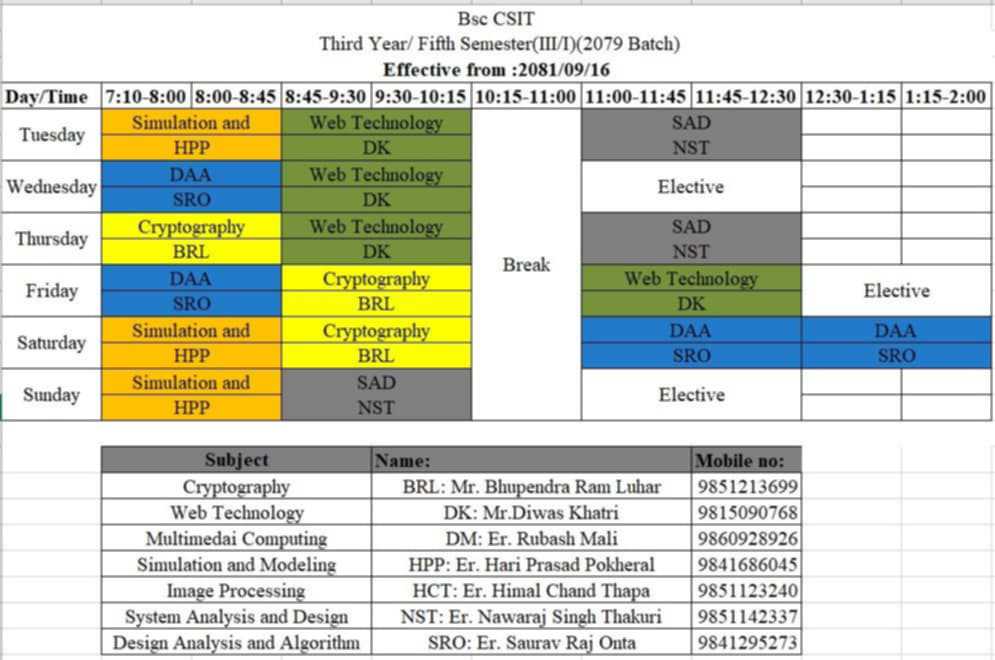 Bsc CSIT
Third Year/ Fifth Semester(III/I)(2079 Batch)
Effective from :2081/09/16
Day/Time 7:10-8:00 8:00-8:45 8:45-9:30 9:30-10:15 10:15-11:00 11:00-11:45 11:45-12:30 12:30-1:15 1:15-2:00
Tuesday Simulation and Web Technology SAD
HPP DK NST
Wednesday DAA Web Technology Elective
SRO DK
Thursday Cryptography Web Technology SAD
BRL DK NST
Break
Friday DAA Cryptography Web Technology Elective
SRO BRL DK
Saturday Simulation and Cryptography DAA DAA
HPP BRL SRO SRO
Sunday Simulation and SAD Elective
HPP NST
Subject Name: Mobile no:
Cryptography BRL: Mr. Bhupendra Ram Luhar 9851213699
Web Technology DK: Mr.Diwas Khatri 9815090768
Multimedai Computing DM: Er. Rubash Mali 9860928926
Simulation and Modeling HPP: Er. Hari Prasad Pokheral 9841686045
Image Processing HCT: Er. Himal Chand Thapa 9851123240
System Analysis and Design NST: Er. Nawaraj Singh Thakuri 9851142337
Design Analysis and Algorithm SRO: Er. Saurav Raj Onta 9841295273